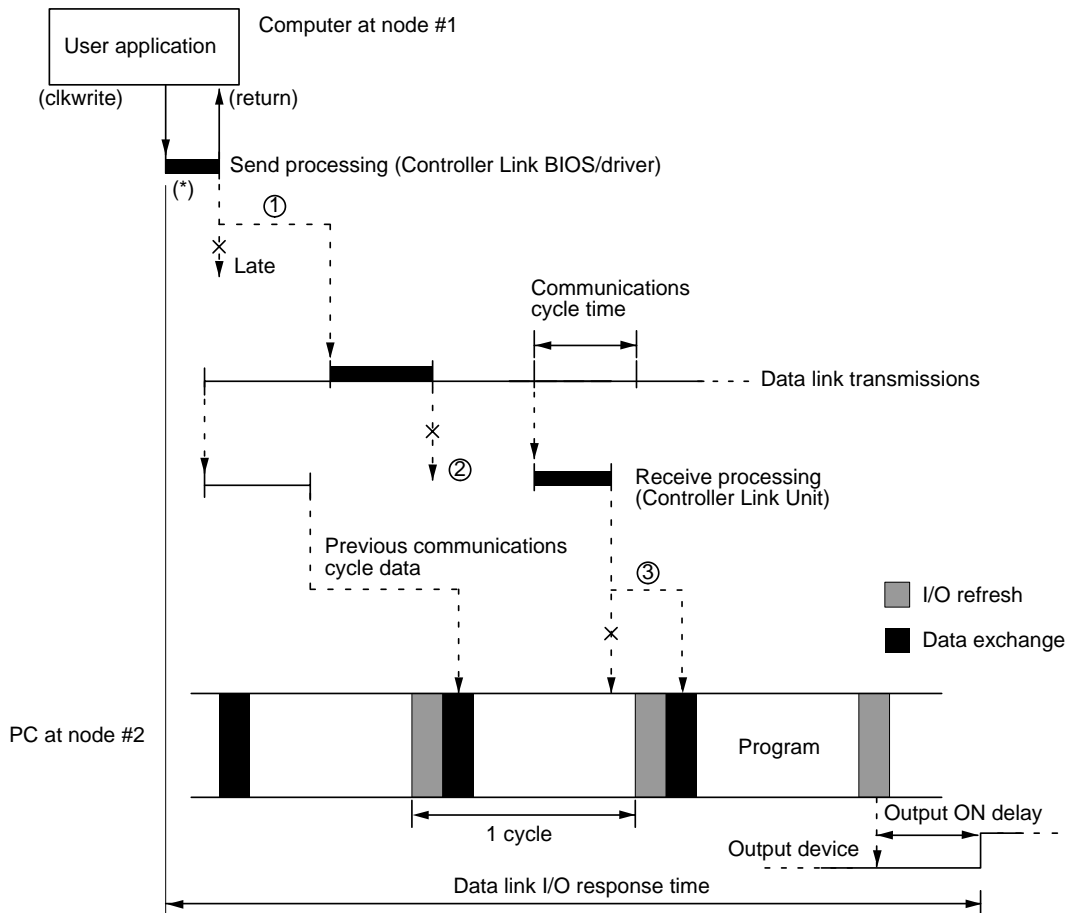 Computer at node #1
User application
(clkwrite)
(return)
Send processing (Controller Link BIOS/driver)
(*)
①
Late
Communications
cycle time
Data link transmissions
②
Receive processing
(Controller Link Unit)
Previous communications
cycle data
③
I/O refresh
Data exchange
PC at node #2
Program
1 cycle
Output ON delay
Output device
Data link I/O response time